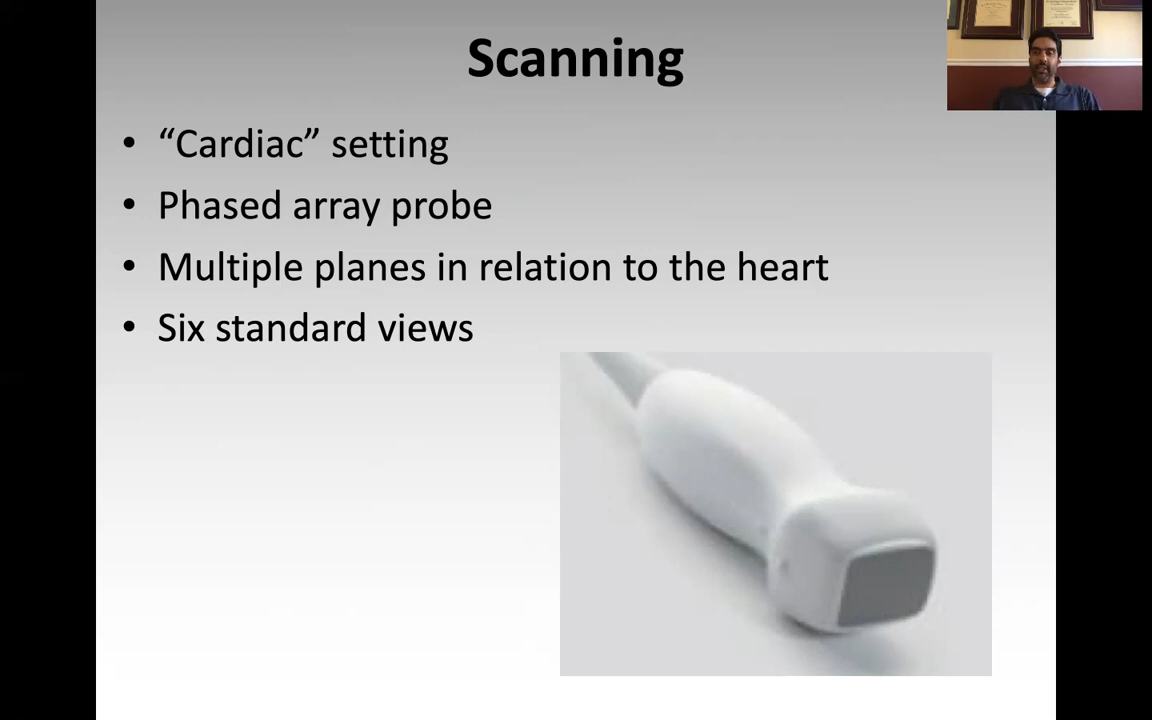 Scanning
• “Cardiac” setting
• Phased array probe
• Multiple planes in relation to the heart
• Six standard views